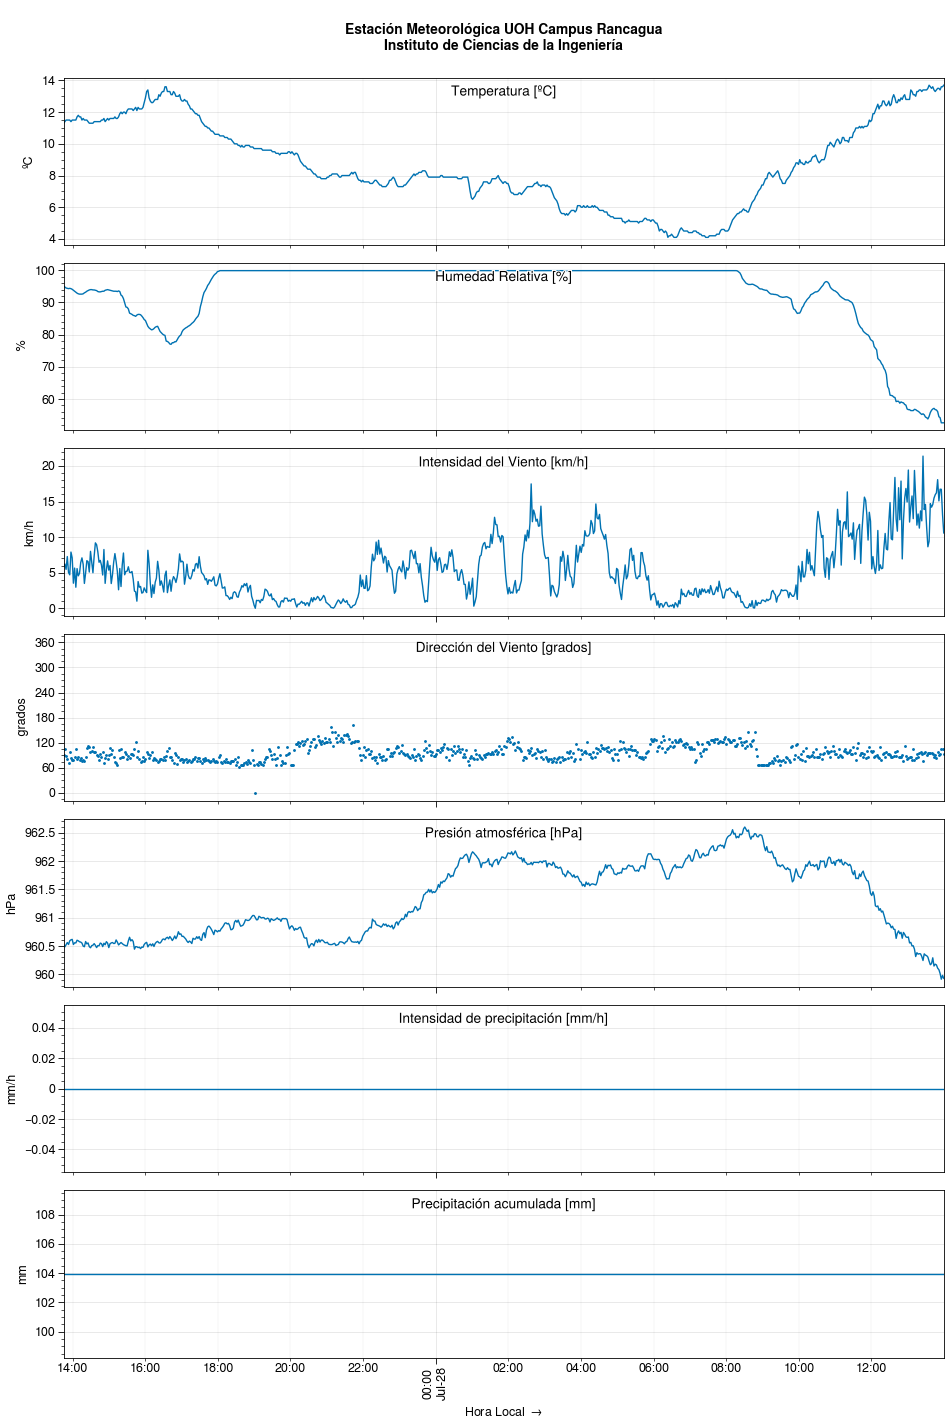 Estación Meteorológica UOH Campus Rancagua
Instituto de Ciencias de la Ingeniería
Temperatura [ºC]
ºC
14
12
10
8
6
4
Humedad Relativa [%]
%
100
90
80
70
60
Intensidad del Viento [km/h]
km/h
20
15
10
5
0
Dirección del Viento [grados]
grados
360
300
240
180
120
60
0
Presión atmosférica [hPa]
hPa
962.5
962
961.5
961
960.5
960
Intensidad de precipitación [mm/h]
mm/h
0.04
0.02
0
−0.02
−0.04
Precipitación acumulada [mm]
mm
108
106
104
102
100
14:00 16:00 18:00 20:00 22:00 00:00 02:00 04:00 06:00 08:00 10:00 12:00
Jul-28
Hora Local →